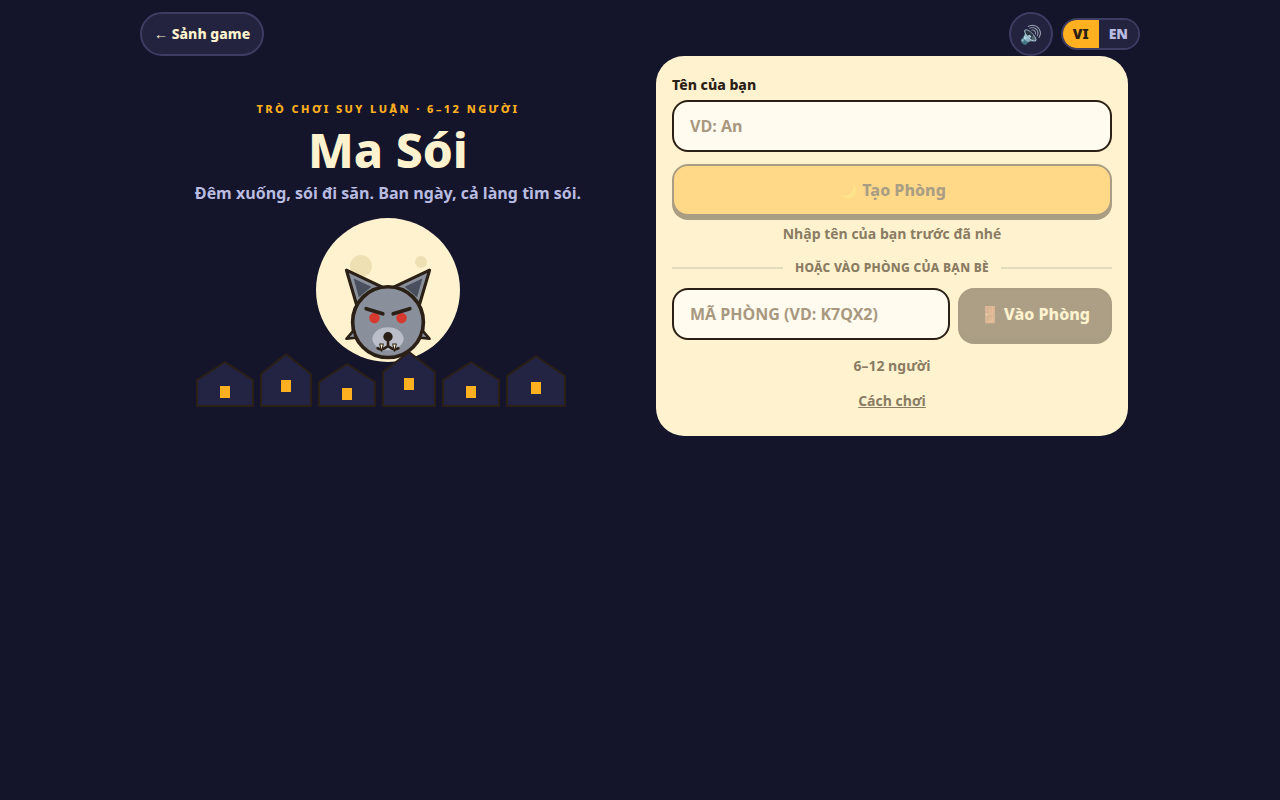 ← Sảnh game
VI EN
TRÒ CHƠI SUY LUẬN · 6–12 NGƯỜI
Ma Sói
Đêm xuống, sói đi săn. Ban ngày, cả làng tìm sói.
Tên của bạn
VD: An
Tạo Phòng
Nhập tên của bạn trước đã nhé
HOẶC VÀO PHÒNG CỦA BẠN BÈ
MÃ PHÒNG (VD: K7QX2)
Vào Phòng
6–12 người
Cách chơi